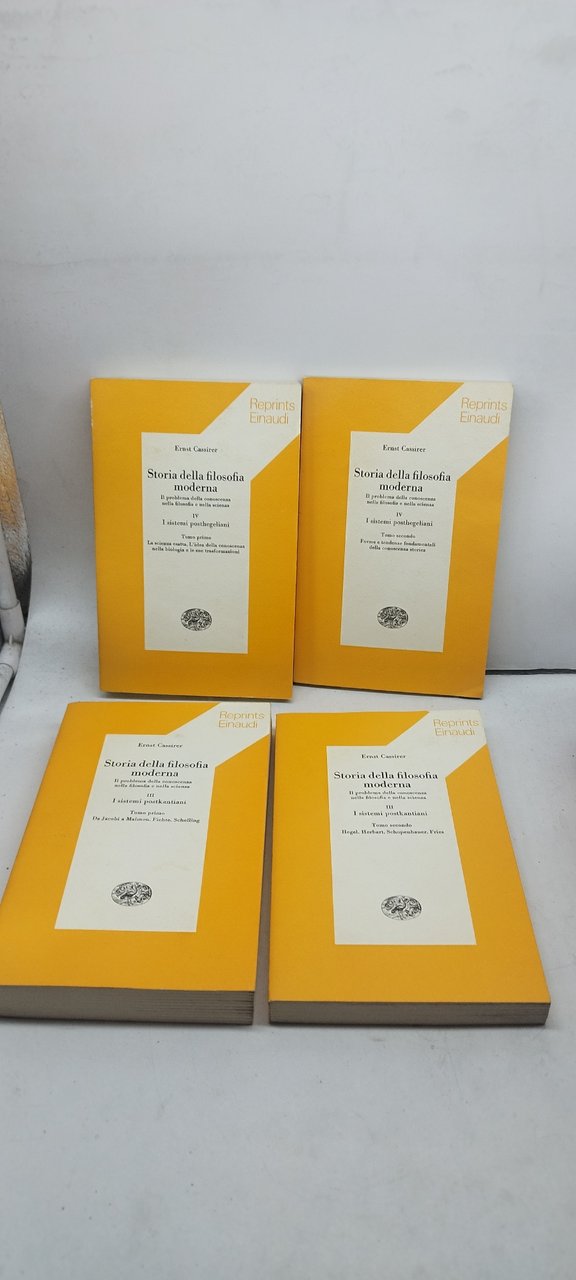 Reprints
Einaudi
Ernst Cassirer
Storia della filosofia
moderna
Il problema della conoscenza
nella filosofia e nella scienza
IV
I sistemi posthegeliani
Tomo primo
La scienza esatta. L'idea della conoscenza
nella biologia e le sue trasformazioni
Reprints
Einaudi
Ernst Cassirer
Storia della filosofia
moderna
Il problema della conoscenza
nella filosofia e nella scienza
IV
I sistemi posthegeliani
Tomo secondo
Forme e tendenze fondamentali
della conoscenza storica
Reprints
Einaudi
Ernst Cassirer
Storia della filosofia
moderna
Il problema della conoscenza
nella filosofia e nella scienza
III
I sistemi postkantiani
Tomo primo
Da Jacobi a Maimon, Fichte, Schelling
Reprints
Einaudi
Ernst Cassirer
Storia della filosofia
moderna
Il problema della conoscenza
nella filosofia e nella scienza
III
I sistemi postkantiani
Tomo secondo
Hegel, Herbart, Schopenhauer, Fries